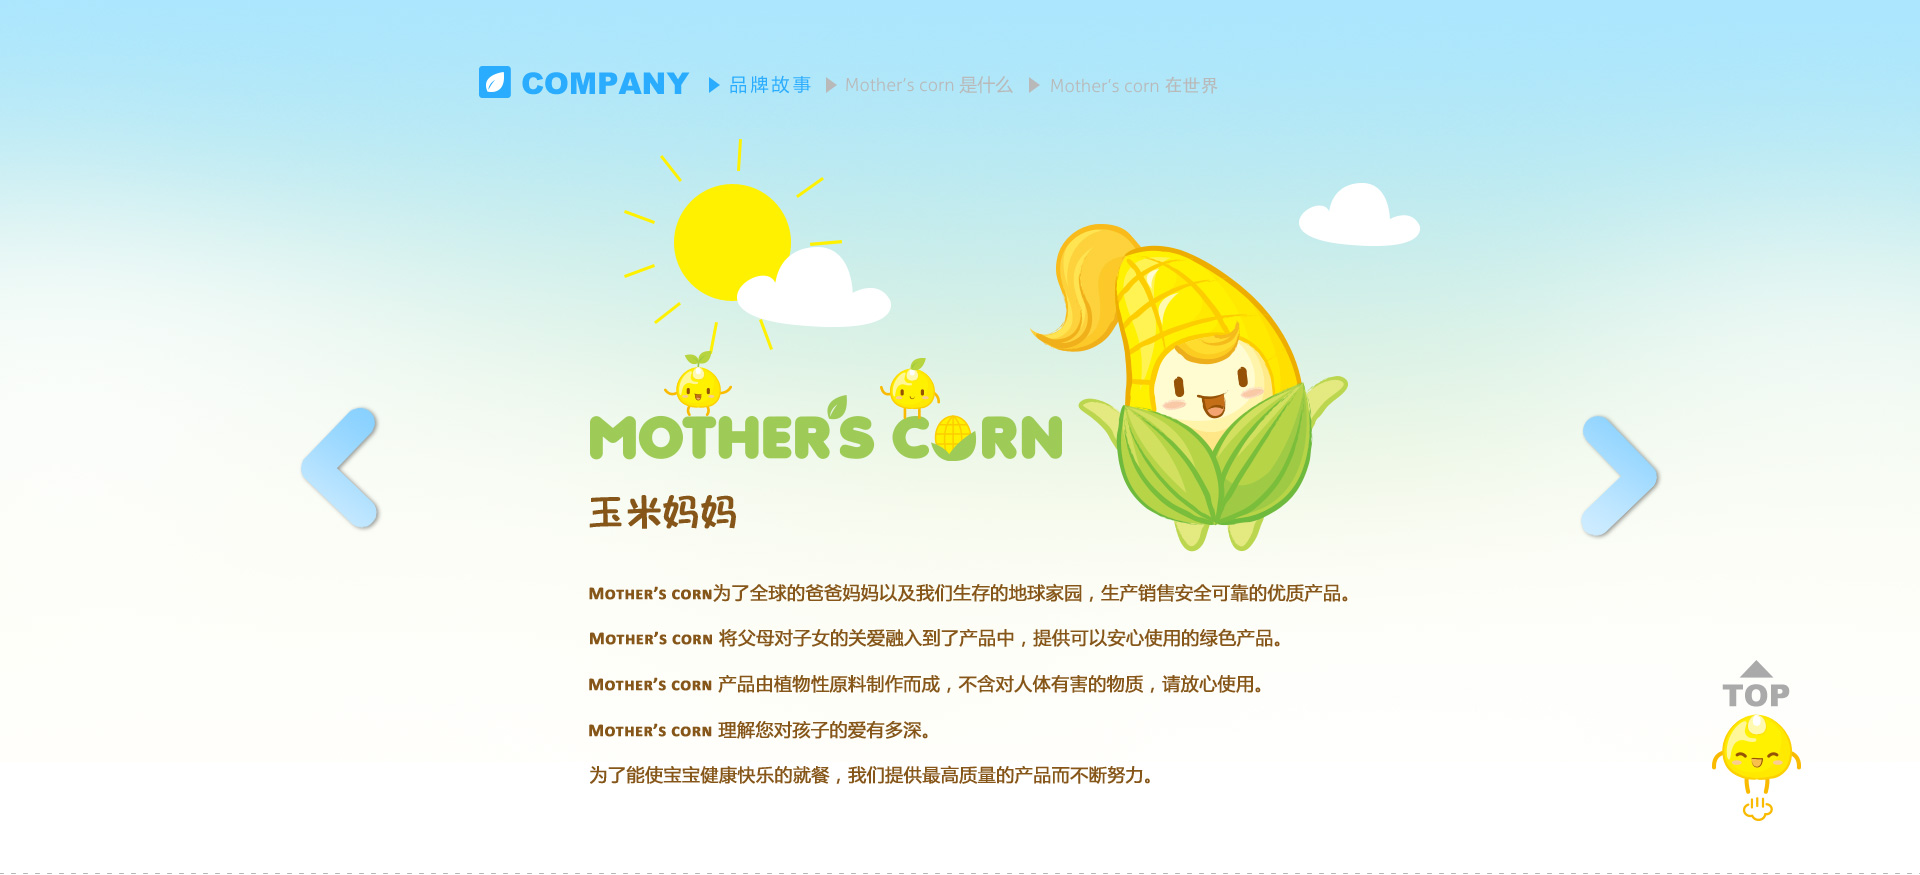 COMPANY 品牌故事 Mother's corn 是什么 Mother's corn 在世界
MOTHER'S CORN
玉米妈妈
MOTHER'S CORN为了全球的爸爸妈妈以及我们生存的地球家园，生产销售安全可靠的优质产品。
MOTHER'S CORN 将父母对子女的关爱融入到了产品中，提供可以安心使用的绿色产品。
MOTHER'S CORN 产品由植物性原料制作而成，不含对人体有害的物质，请放心使用。
MOTHER'S CORN 理解您对孩子的爱有多深。
为了能使宝宝健康快乐的就餐，我们提供最高质量的产品而不断努力。
TOP